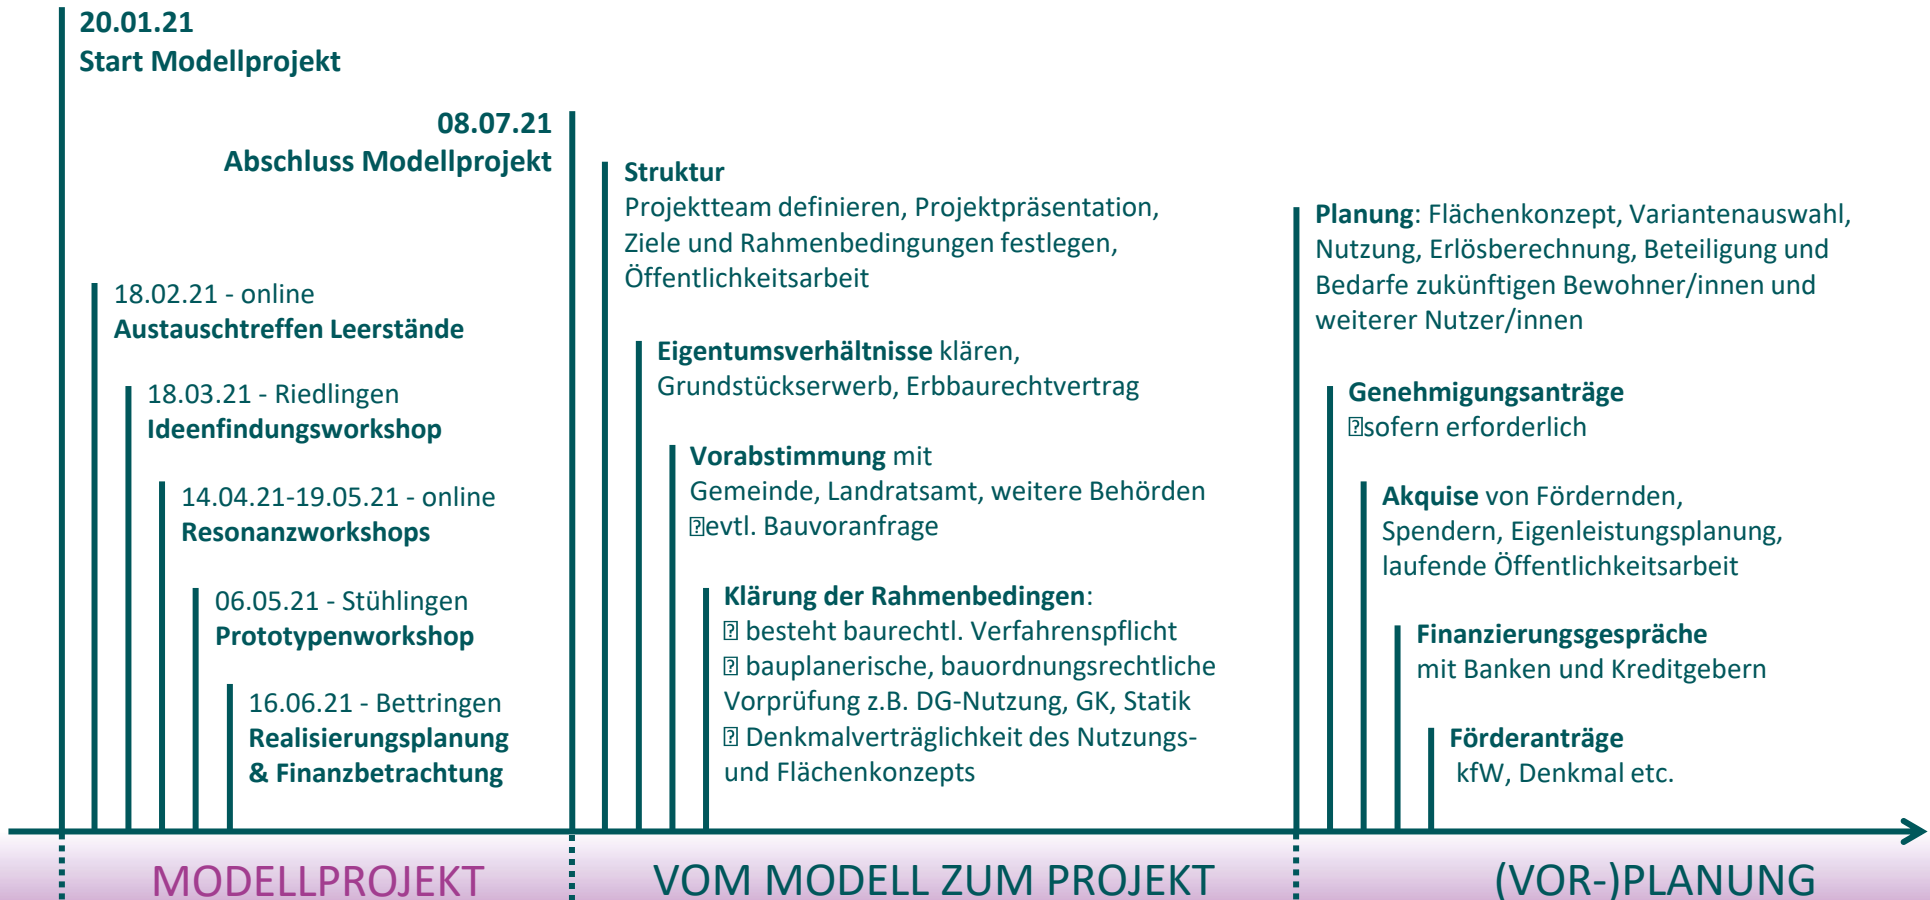 20.01.21
Start Modellprojekt
08.07.21
Abschluss Modellprojekt
18.02.21 - online
Austauschtreffen Leerstände
18.03.21 - Riedlingen
Ideenfindungsworkshop
14.04.21-19.05.21 - online
Resonanzworkshops
06.05.21 - Stühlingen
Prototypenworkshop
16.06.21 - Bettringen
Realisierungsplanung
& Finanzbetrachtung
Struktur
Projektteam definieren, Projektpräsentation,
Ziele und Rahmenbedingungen festlegen,
Öffentlichkeitsarbeit
Eigentumsverhältnisse klären,
Grundstückserwerb, Erbbaurechtvertrag
Vorabstimmung mit
Gemeinde, Landratsamt, weitere Behörden
⍰evtl. Bauvoranfrage
Klärung der Rahmenbedingen:
⍰ besteht baurechtl. Verfahrenspflicht
⍰ bauplanerische, bauordnungsrechtliche
Vorprüfung z.B. DG-Nutzung, GK, Statik
⍰ Denkmalverträglichkeit des Nutzungs-
und Flächenkonzepts
Planung: Flächenkonzept, Variantenauswahl,
Nutzung, Erlösberechnung, Beteiligung und
Bedarfe zukünftigen Bewohner/innen und
weiterer Nutzer/innen
Genehmigungsanträge
⍰sofern erforderlich
Akquise von Fördernden,
Spendern, Eigenleistungsplanung,
laufende Öffentlichkeitsarbeit
Finanzierungsgespräche
mit Banken und Kreditgebern
Förderanträge
kfW, Denkmal etc.
MODELLPROJEKT
VOM MODELL ZUM PROJEKT
(VOR-)PLANUNG